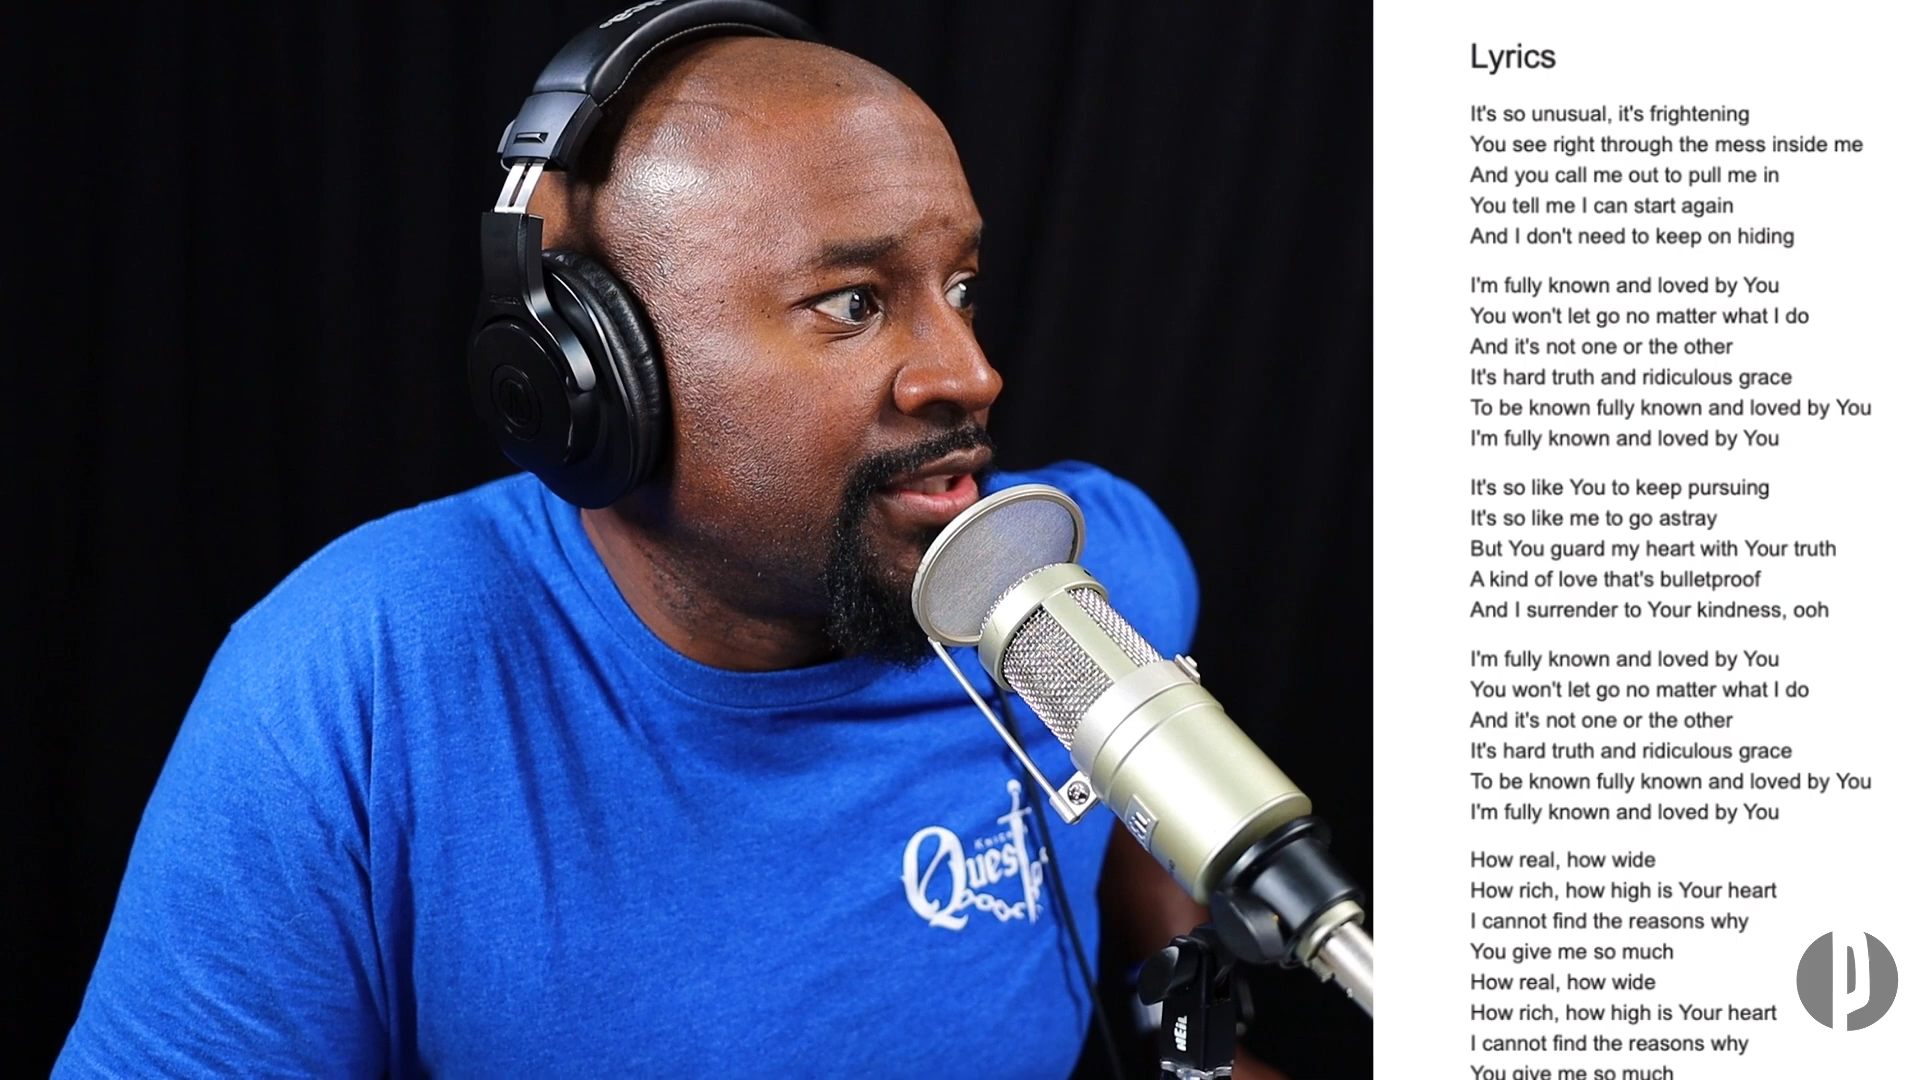 Lyrics
It's so unusual, it's frightening
You see right through the mess inside me
And you call me out to pull me in
You tell me I can start again
And I don't need to keep on hiding
I'm fully known and loved by You
You won't let go no matter what I do
And it's not one or the other
It's hard truth and ridiculous grace
To be known fully known and loved by You
I'm fully known and loved by You
It's so like You to keep pursuing
It's so like me to go astray
But You guard my heart with Your truth
A kind of love that's bulletproof
And I surrender to Your kindness, ooh
I'm fully known and loved by You
You won't let go no matter what I do
And it's not one or the other
It's hard truth and ridiculous grace
To be known fully known and loved by You
I'm fully known and loved by You
How real, how wide
How rich, how high is Your heart
I cannot find the reasons why
You give me so much
How real, how wide
How rich, how high is Your heart
I cannot find the reasons why
You give me so much
Quest
NEiL